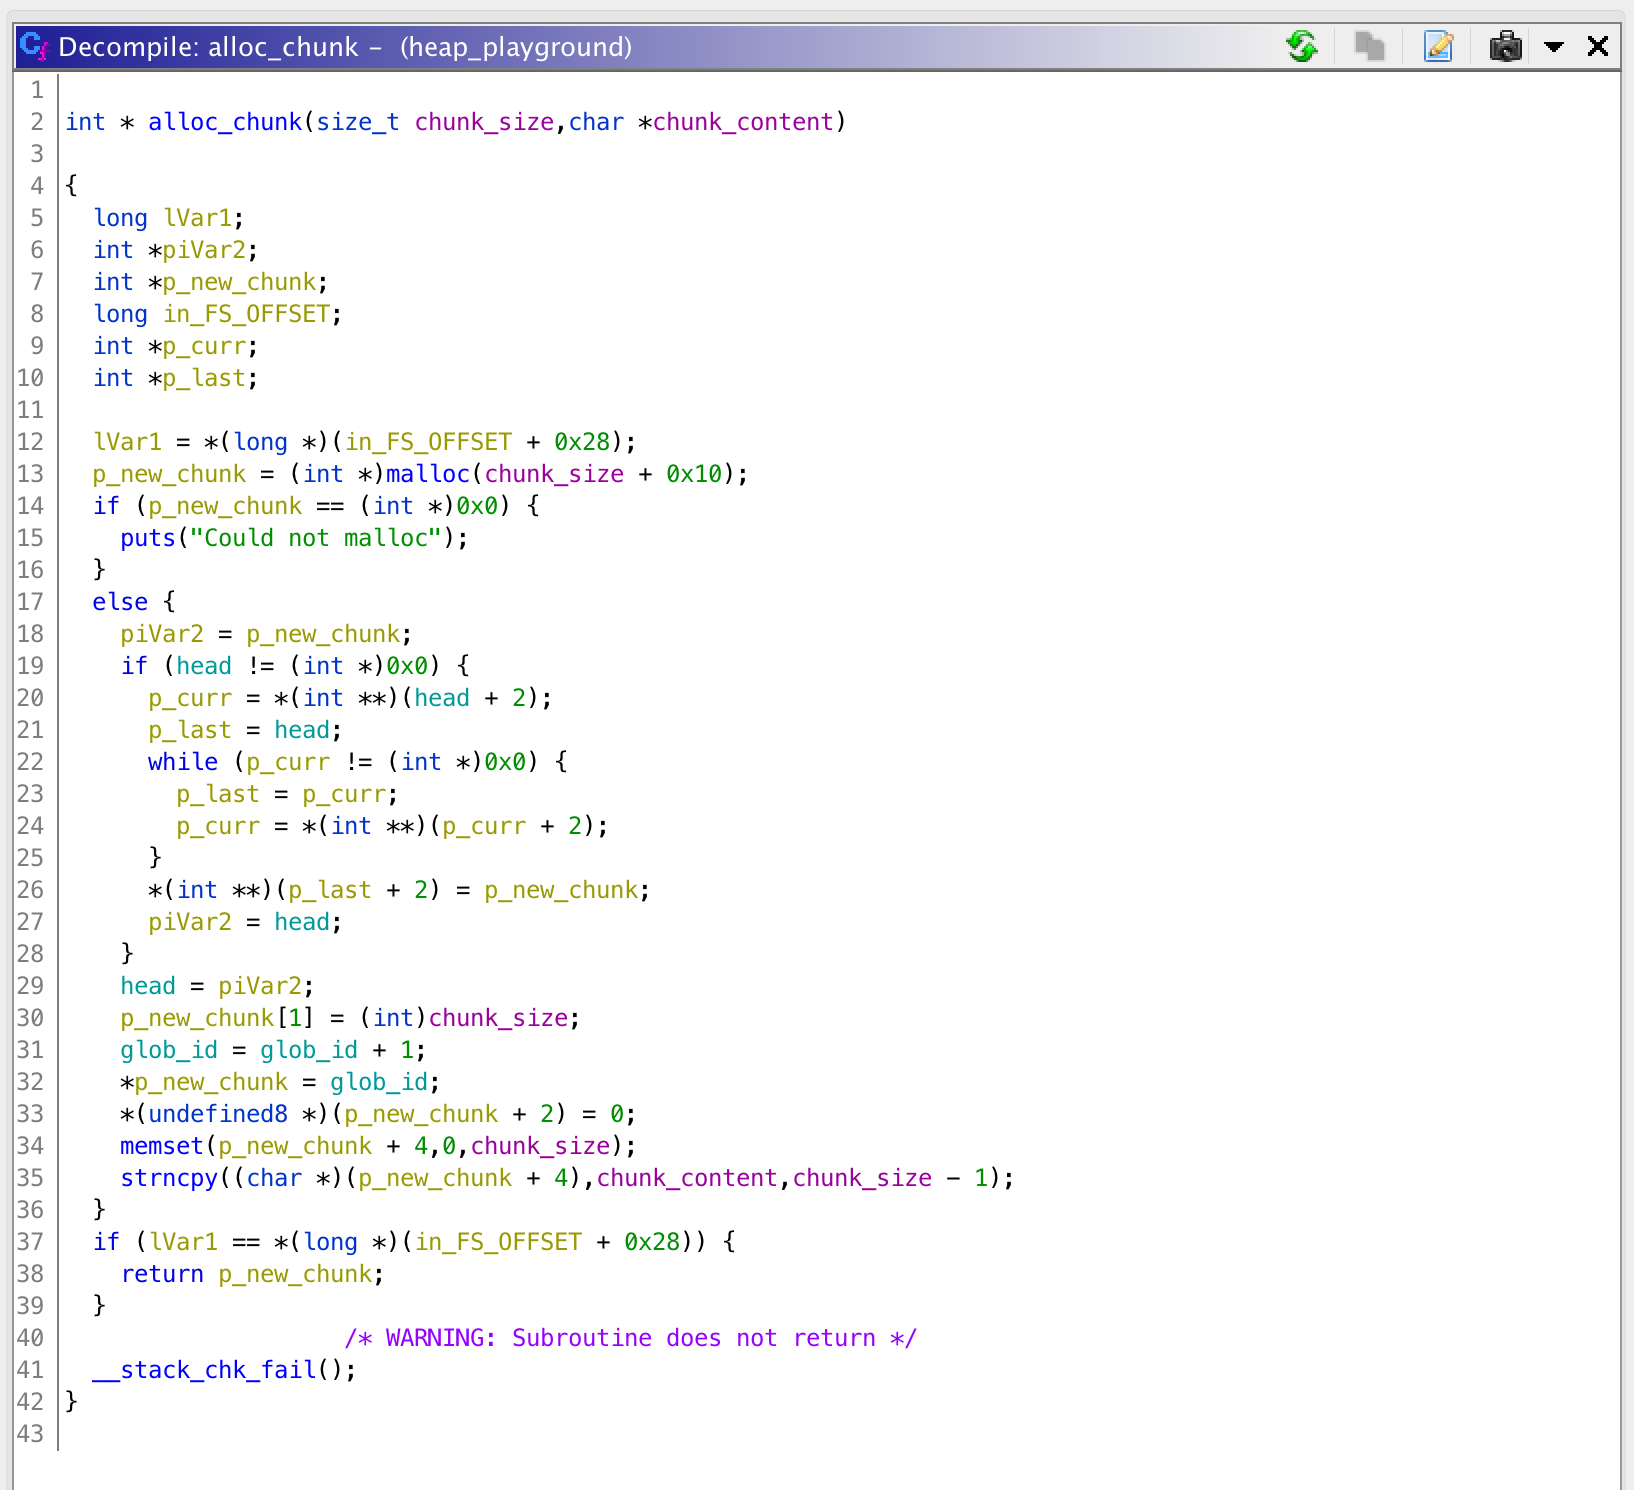 Decompile: alloc_chunk – (heap_playground)
1
2 int * alloc_chunk(size_t chunk_size,char *chunk_content)
3
4 {
5   long lVar1;
6   int *piVar2;
7   int *p_new_chunk;
8   long in_FS_OFFSET;
9   int *p_curr;
10   int *p_last;
11
12   lVar1 = *(long *)(in_FS_OFFSET + 0x28);
13   p_new_chunk = (int *)malloc(chunk_size + 0x10);
14   if (p_new_chunk == (int *)0x0) {
15     puts("Could not malloc");
16   }
17   else {
18     piVar2 = p_new_chunk;
19     if (head != (int *)0x0) {
20       p_curr = *(int **)(head + 2);
21       p_last = head;
22       while (p_curr != (int *)0x0) {
23         p_last = p_curr;
24         p_curr = *(int **)(p_curr + 2);
25       }
26       *(int **)(p_last + 2) = p_new_chunk;
27       piVar2 = head;
28     }
29     head = piVar2;
30     p_new_chunk[1] = (int)chunk_size;
31     glob_id = glob_id + 1;
32     *p_new_chunk = glob_id;
33     *(undefined8 *)(p_new_chunk + 2) = 0;
34     memset(p_new_chunk + 4,0,chunk_size);
35     strncpy((char *)(p_new_chunk + 4),chunk_content,chunk_size - 1);
36   }
37   if (lVar1 == *(long *)(in_FS_OFFSET + 0x28)) {
38     return p_new_chunk;
39   }
40                     /* WARNING: Subroutine does not return */
41   __stack_chk_fail();
42 }
43